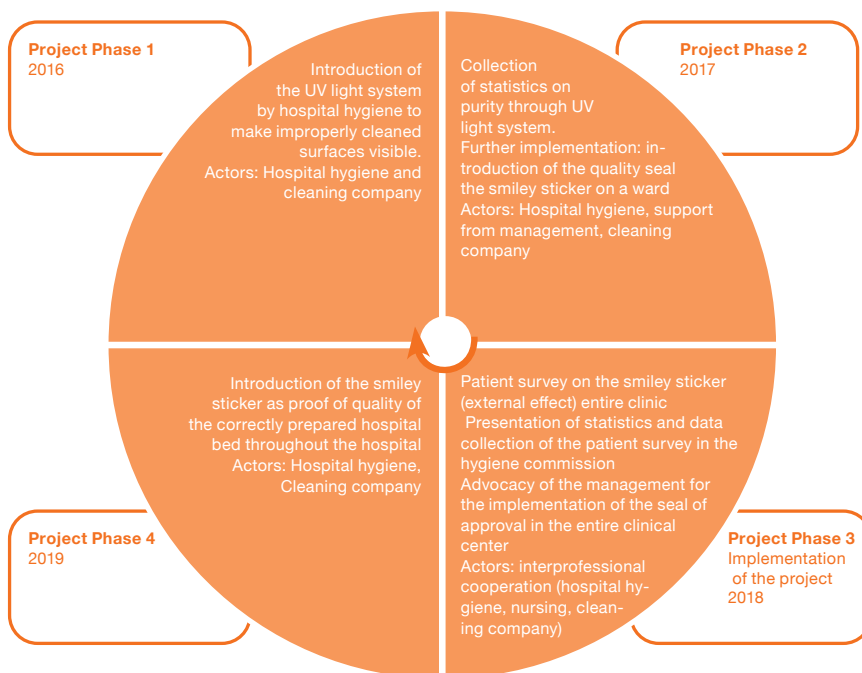 Project Phase 1
2016
Introduction of
the UV light system
by hospital hygiene to
make improperly cleaned
surfaces visible.
Actors: Hospital hygiene and
cleaning company
Project Phase 2
2017
Collection
of statistics on
purity through UV
light system.
Further implementation: in-
troduction of the quality seal
the smiley sticker on a ward
Actors: Hospital hygiene, support
from management, cleaning
company
Project Phase 3
Implementation
of the project
2018
Patient survey on the smiley sticker
(external effect) entire clinic
Presentation of statistics and data
collection of the patient survey in the
hygiene commission
Advocacy of the management for
the implementation of the seal of
approval in the entire clinical
center
Actors: interprofessional
cooperation (hospital hy-
giene, nursing, clean-
ing company)
Project Phase 4
2019
Introduction of the smiley
sticker as proof of quality of
the correctly prepared hospital
bed throughout the hospital
Actors: Hospital hygiene,
Cleaning company